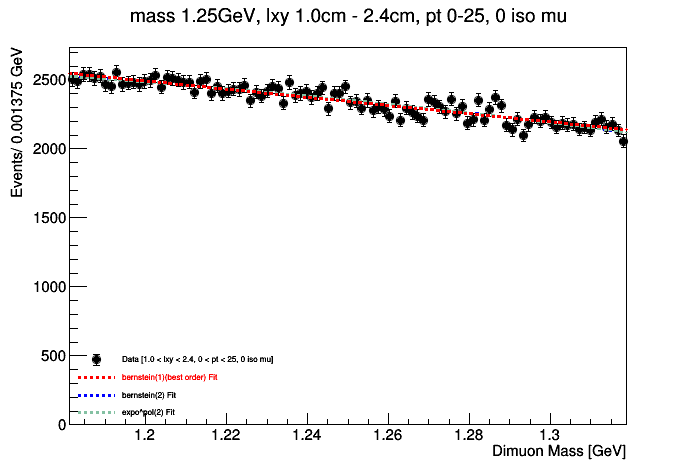 mass 1.25GeV, lxy 1.0cm - 2.4cm, pt 0-25, 0 iso mu
Events/ 0.001375 GeV
2500
2000
1500
1000
500
0
Data [1.0 < lxy < 2.4, 0 < pt < 25, 0 iso mu]
bernstein(1)(best order) Fit
bernstein(2) Fit
expo*pol(2) Fit
1.2 1.22 1.24 1.26 1.28 1.3
Dimuon Mass [GeV]